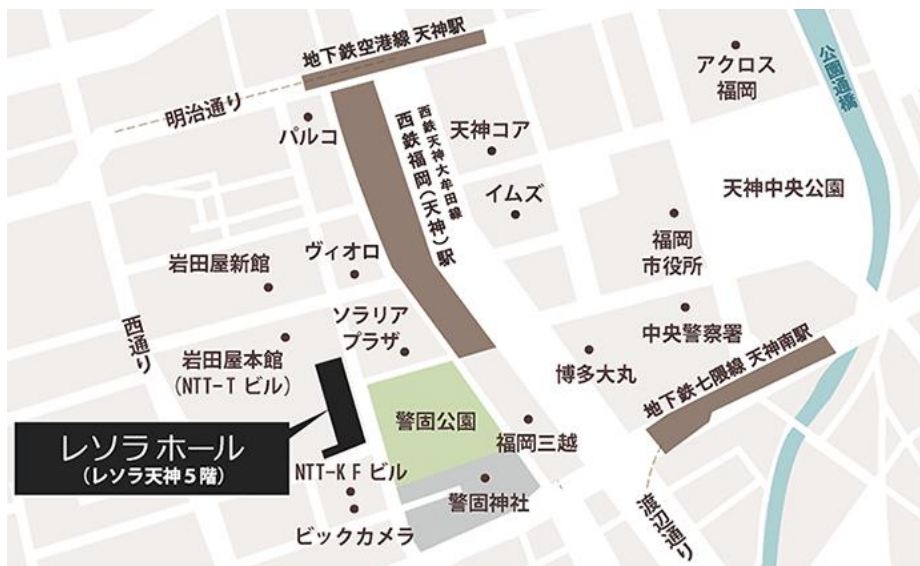 地下鉄空港線 天神駅
アクロス
福岡
公園通橋
明治通り
パルコ
西鉄天神大牟田線
西鉄福岡(天神)駅
天神コア
イムズ
天神中央公園
福岡
市役所
ヴィオロ
岩田屋新館
西通り
ソラリア
プラザ
中央警察署
岩田屋本館
(NTT-T ビル)
博多大丸
地下鉄七隈線 天神南駅
レソラ ホール
(レソラ天神5階)
警固公園
福岡三越
NTT-KF ビル
警固神社
ビックカメラ
渡辺通り